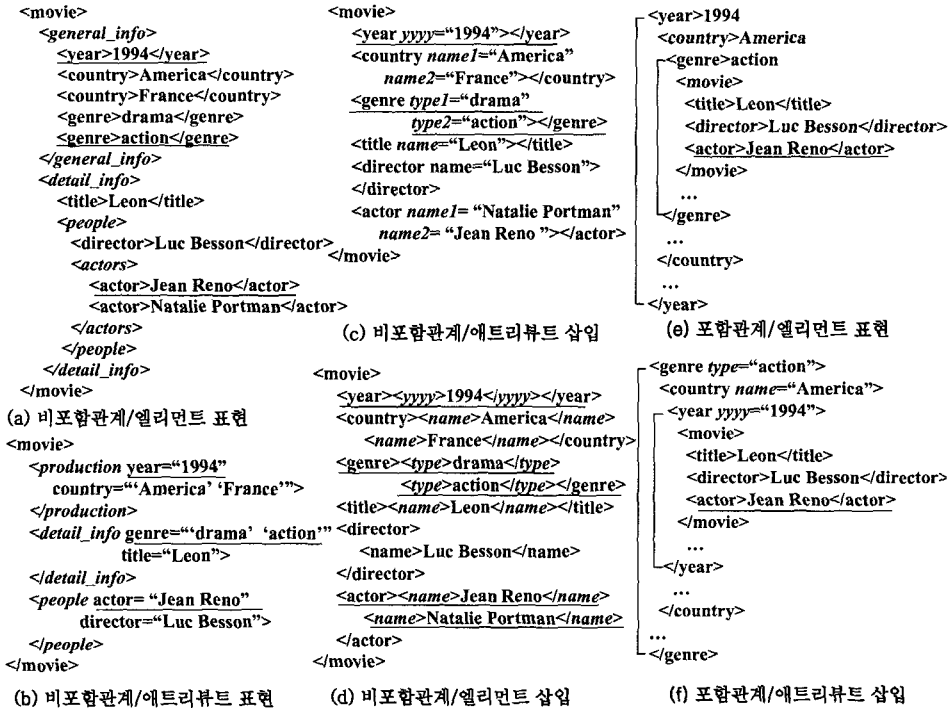 <movie>
<general_info>
<year>1994</year>
<country>America</country>
<country>France</country>
<genre>drama</genre>
<genre>action</genre>
</general_info>
<detail_info>
<title>Leon</title>
<people>
<director>Luc Besson</director>
<actors>
<actor>Jean Reno</actor>
<actor>Natalie Portman</actor>
</actors>
</people>
</detail_info>
</movie>
(a) 비포함관계/엘리먼트 표현
<movie>
<production year=“1994”
country=“‘America’ ‘France’”>
</production>
<detail_info genre=“‘drama’ ‘action’”
title=“Leon”>
</detail_info>
<people actor= “Jean Reno”
director=“Luc Besson”>
</people>
</movie>
(b) 비포함관계/애트리뷰트 표현
<movie>
<year yyyy=“1994”></year>
<country name1=“America”
name2=“France”></country>
<genre type1=“drama”
type2=“action”></genre>
<title name=“Leon”></title>
<director name=“Luc Besson”>
</director>
<actor name1= “Natalie Portman”
name2= “Jean Reno ”></actor>
</movie>
(c) 비포함관계/애트리뷰트 삽입
<movie>
<year><yyyy>1994</yyyy></year>
<country><name>America</name>
<name>France</name></country>
<genre><type>drama</type>
<type>action</type></genre>
<title><name>Leon</name></title>
<director>
<name>Luc Besson</name>
</director>
<actor><name>Jean Reno</name>
<name>Natalie Portman</name>
</actor>
</movie>
(d) 비포함관계/엘리먼트 삽입
<year>1994
<country>America
<genre>action
<movie>
<title>Leon</title>
<director>Luc Besson</director>
<actor>Jean Reno</actor>
</movie>
...
</genre>
...
</country>
...
</year>
(e) 포함관계/엘리먼트 표현
<genre type=“action”>
<country name=“America”>
<year yyyy=“1994”>
<movie>
<title>Leon</title>
<director>Luc Besson</director>
<actor>Jean Reno</actor>
</movie>
...
</year>
...
</country>
...
</genre>
(f) 포함관계/애트리뷰트 삽입